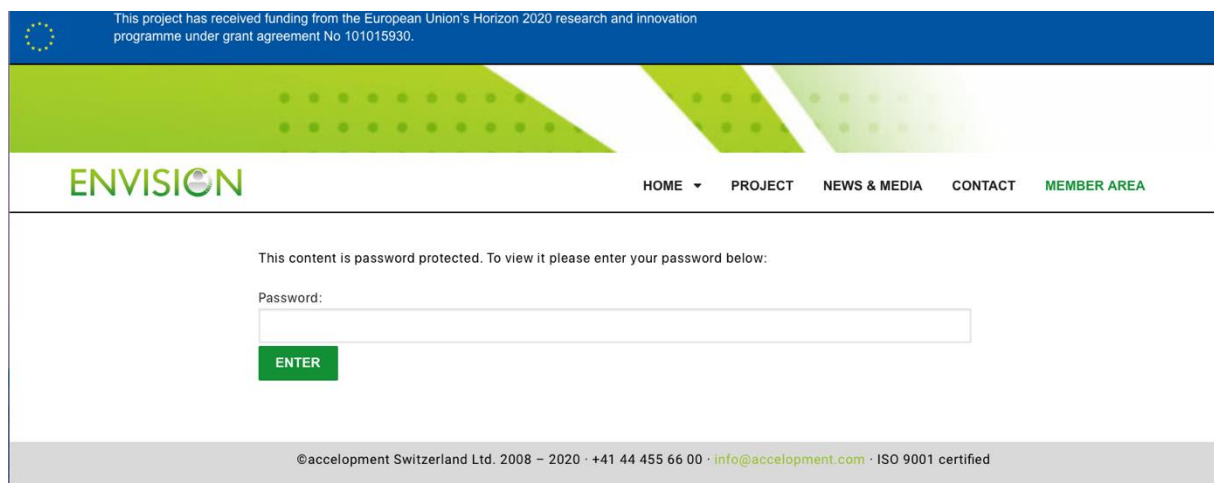 This project has received funding from the European Union's Horizon 2020 research and innovation
programme under grant agreement No 101015930.
ENVISION
HOME PROJECT NEWS & MEDIA CONTACT MEMBER AREA
This content is password protected. To view it please enter your password below:
Password:
ENTER
©accelopment Switzerland Ltd. 2008 – 2020 · +41 44 455 66 00 · info@accelopment.com · ISO 9001 certified